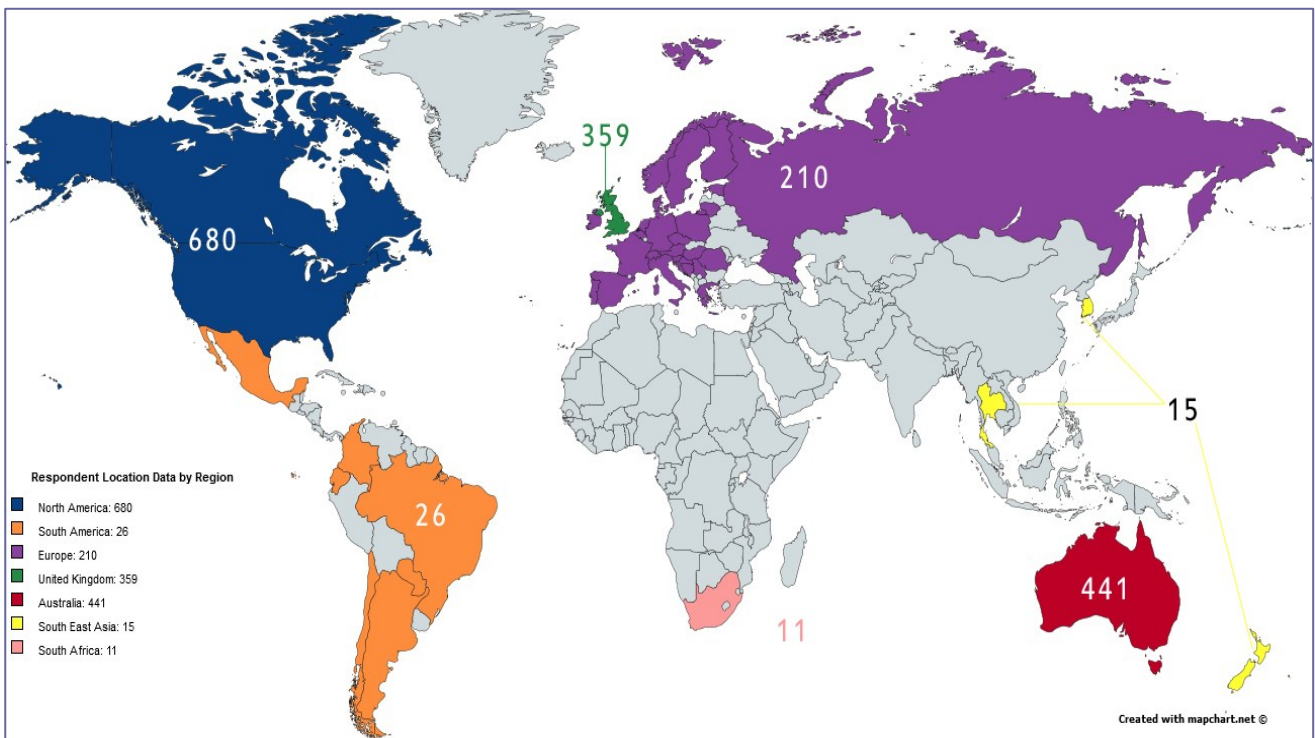 359
210
680
15
26
441
11
Respondent Location Data by Region
North America: 680
South America: 26
Europe: 210
United Kingdom: 359
Australia: 441
South East Asia: 15
South Africa: 11
Created with mapchart.net ©